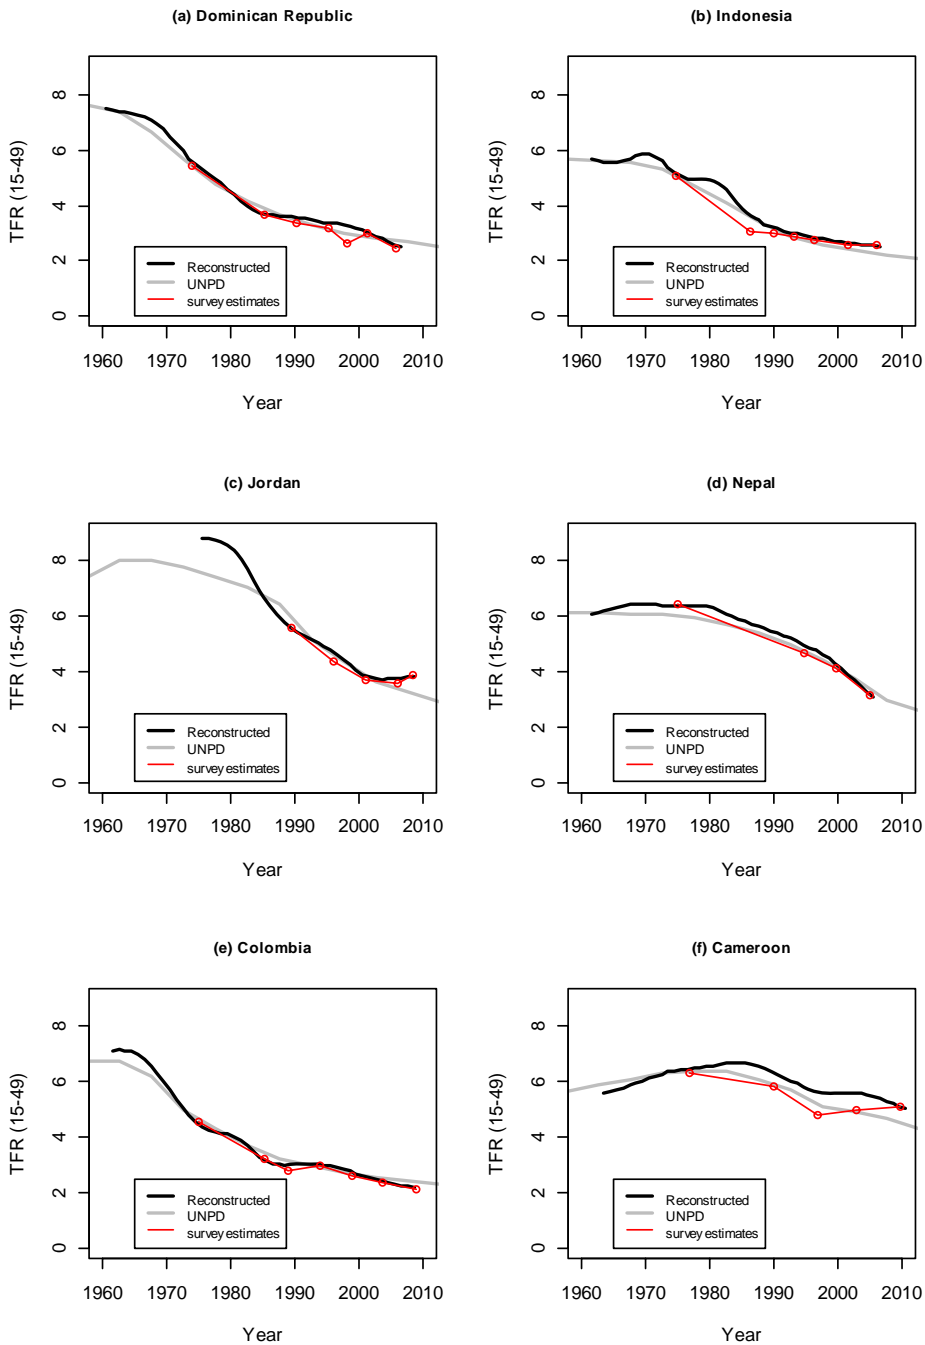 (a) Dominican Republic
TFR (15-49)
8
6
4
2
0
Reconstructed
UNPD
survey estimates
1960 1970 1980 1990 2000 2010
Year
(b) Indonesia
TFR (15-49)
8
6
4
2
0
Reconstructed
UNPD
survey estimates
1960 1970 1980 1990 2000 2010
Year
(c) Jordan
TFR (15-49)
8
6
4
2
0
Reconstructed
UNPD
survey estimates
1960 1970 1980 1990 2000 2010
Year
(d) Nepal
TFR (15-49)
8
6
4
2
0
Reconstructed
UNPD
survey estimates
1960 1970 1980 1990 2000 2010
Year
(e) Colombia
TFR (15-49)
8
6
4
2
0
Reconstructed
UNPD
survey estimates
1960 1970 1980 1990 2000 2010
Year
(f) Cameroon
TFR (15-49)
8
6
4
2
0
Reconstructed
UNPD
survey estimates
1960 1970 1980 1990 2000 2010
Year